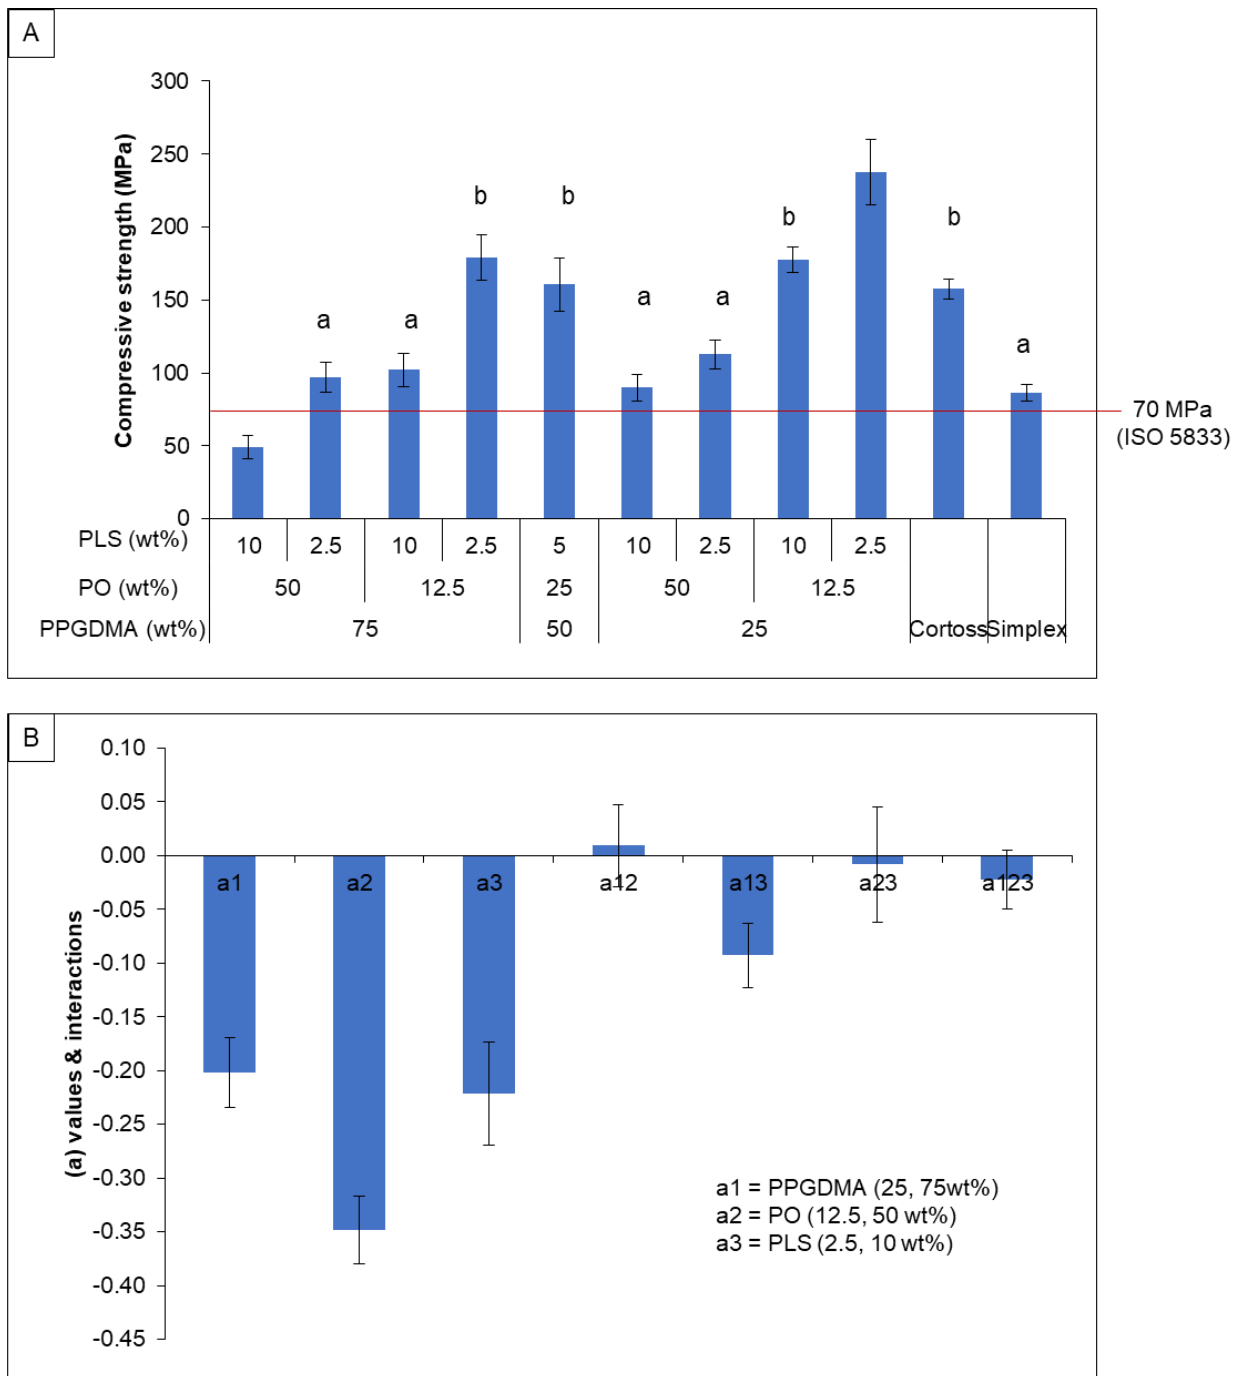 A
Compressive strength (MPa)
300
250
200
150
100
50
0
a
a
b
b
a
a
b
b
a
70 MPa
(ISO 5833)
PLS (wt%) 10 2.5 10 2.5 5 10 2.5 10 2.5
PO (wt%) 50 12.5 25 50 12.5
PPGDMA (wt%) 75 50 25 Cortoss Simplex
B
(a) values & interactions
0.10
0.05
0.00
-0.05
-0.10
-0.15
-0.20
-0.25
-0.30
-0.35
-0.40
-0.45
a1 a2 a3 a12 a13 a23 a123
a1 = PPGDMA (25, 75wt%)
a2 = PO (12.5, 50 wt%)
a3 = PLS (2.5, 10 wt%)